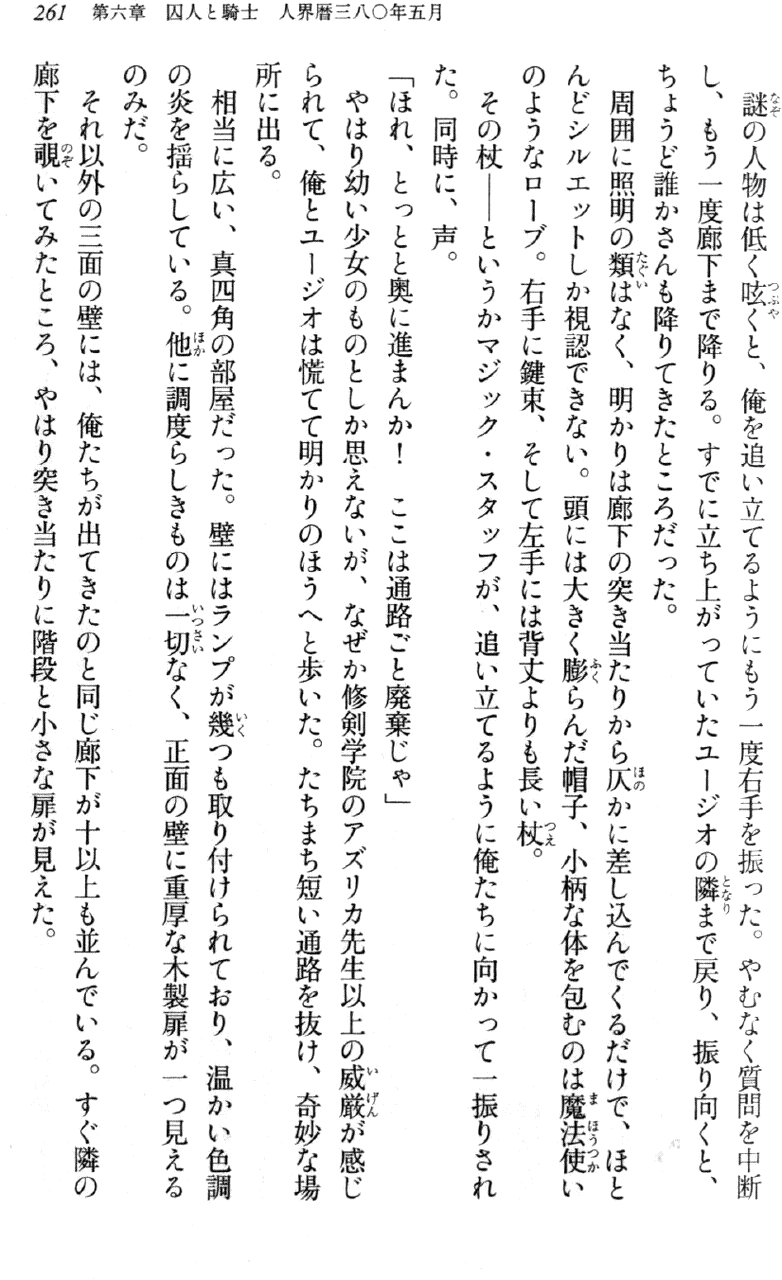 261　第六章　囚人と騎士　人界暦三八〇年五月
謎の人物は低く呟くと、俺を追い立てるようにもう一度右手を振った。やむなく質問を中断
し、もう一度廊下まで降りる。すでに立ち上がっていたユージオの隣まで戻り、振り向くと、
ちょうど誰かさんも降りてきたところだった。
周囲に照明の類はなく、明かりは廊下の突き当たりから仄かに差し込んでくるだけで、ほと
んどシルエットしか視認できない。頭には大きく膨らんだ帽子、小柄な体を包むのは魔法使い
のようなローブ。右手に鍵束、そして左手には背丈よりも長い杖。
その杖――というかマジック・スタッフが、追い立てるように俺たちに向かって一振りされ
た。同時に、声。
「ほれ、とっとと奥に進まんか！　ここは通路ごと廃棄じゃ」
やはり幼い少女のものとしか思えないが、なぜか修剣学院のアズリカ先生以上の威厳が感じ
られて、俺とユージオは慌てて明かりのほうへと歩いた。たちまち短い通路を抜け、奇妙な場
所に出る。
相当に広い、真四角の部屋だった。壁にはランプが幾つも取り付けられており、温かい色調
の炎を揺らしている。他に調度らしきものは一切なく、正面の壁に重厚な木製扉が一つ見える
のみだ。
それ以外の三面の壁には、俺たちが出てきたのと同じ廊下が十以上も並んでいる。すぐ隣の
廊下を覗いてみたところ、やはり突き当たりに階段と小さな扉が見えた。